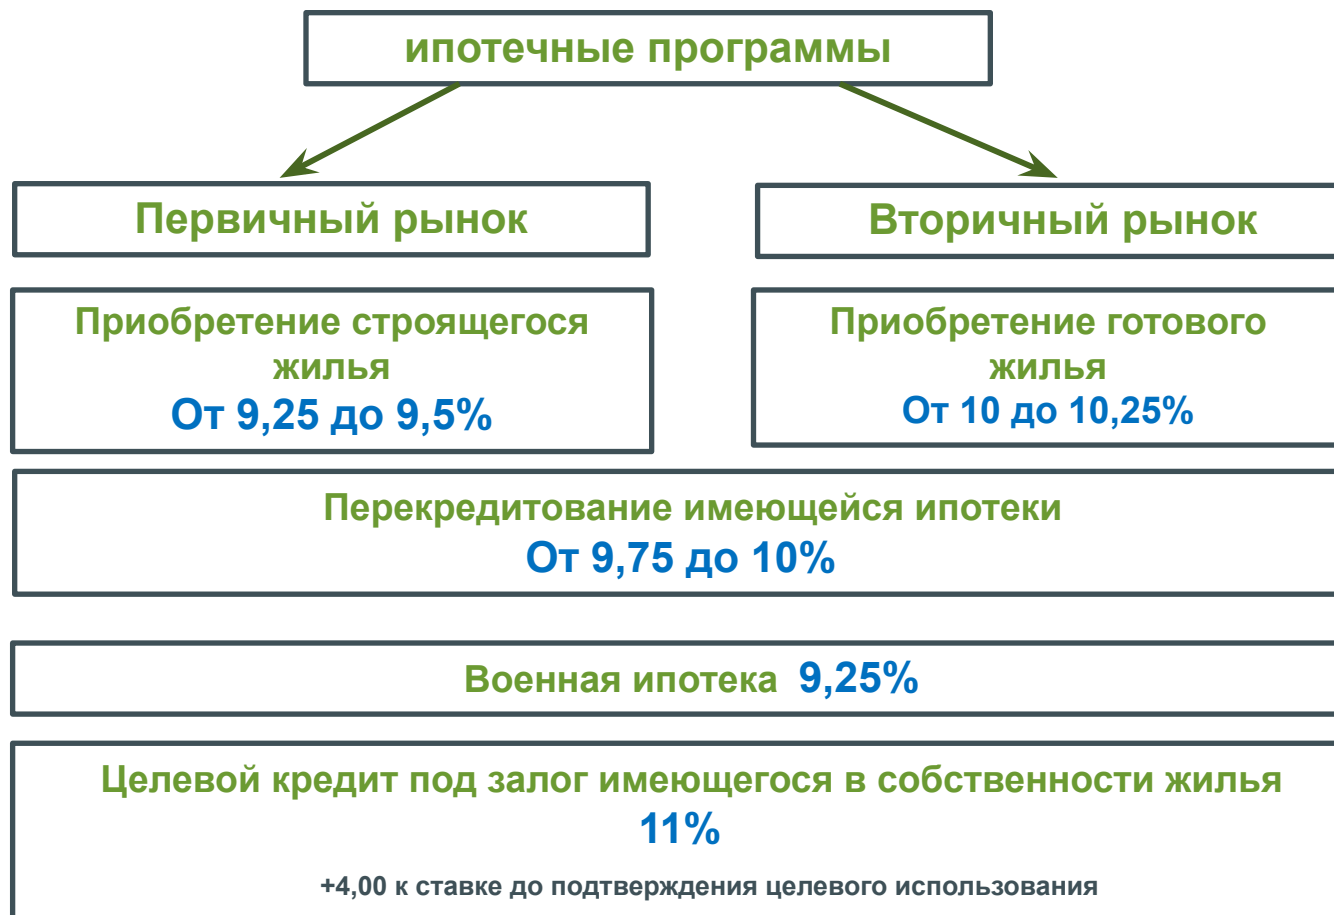 ипотечные программы
Первичный рынок
Вторичный рынок
Приобретение строящегося
жилья
От 9,25 до 9,5%
Приобретение готового
жилья
От 10 до 10,25%
Перекредитование имеющейся ипотеки
От 9,75 до 10%
Военная ипотека 9,25%
Целевой кредит под залог имеющегося в собственности жилья
11%
+4,00 к ставке до подтверждения целевого использования